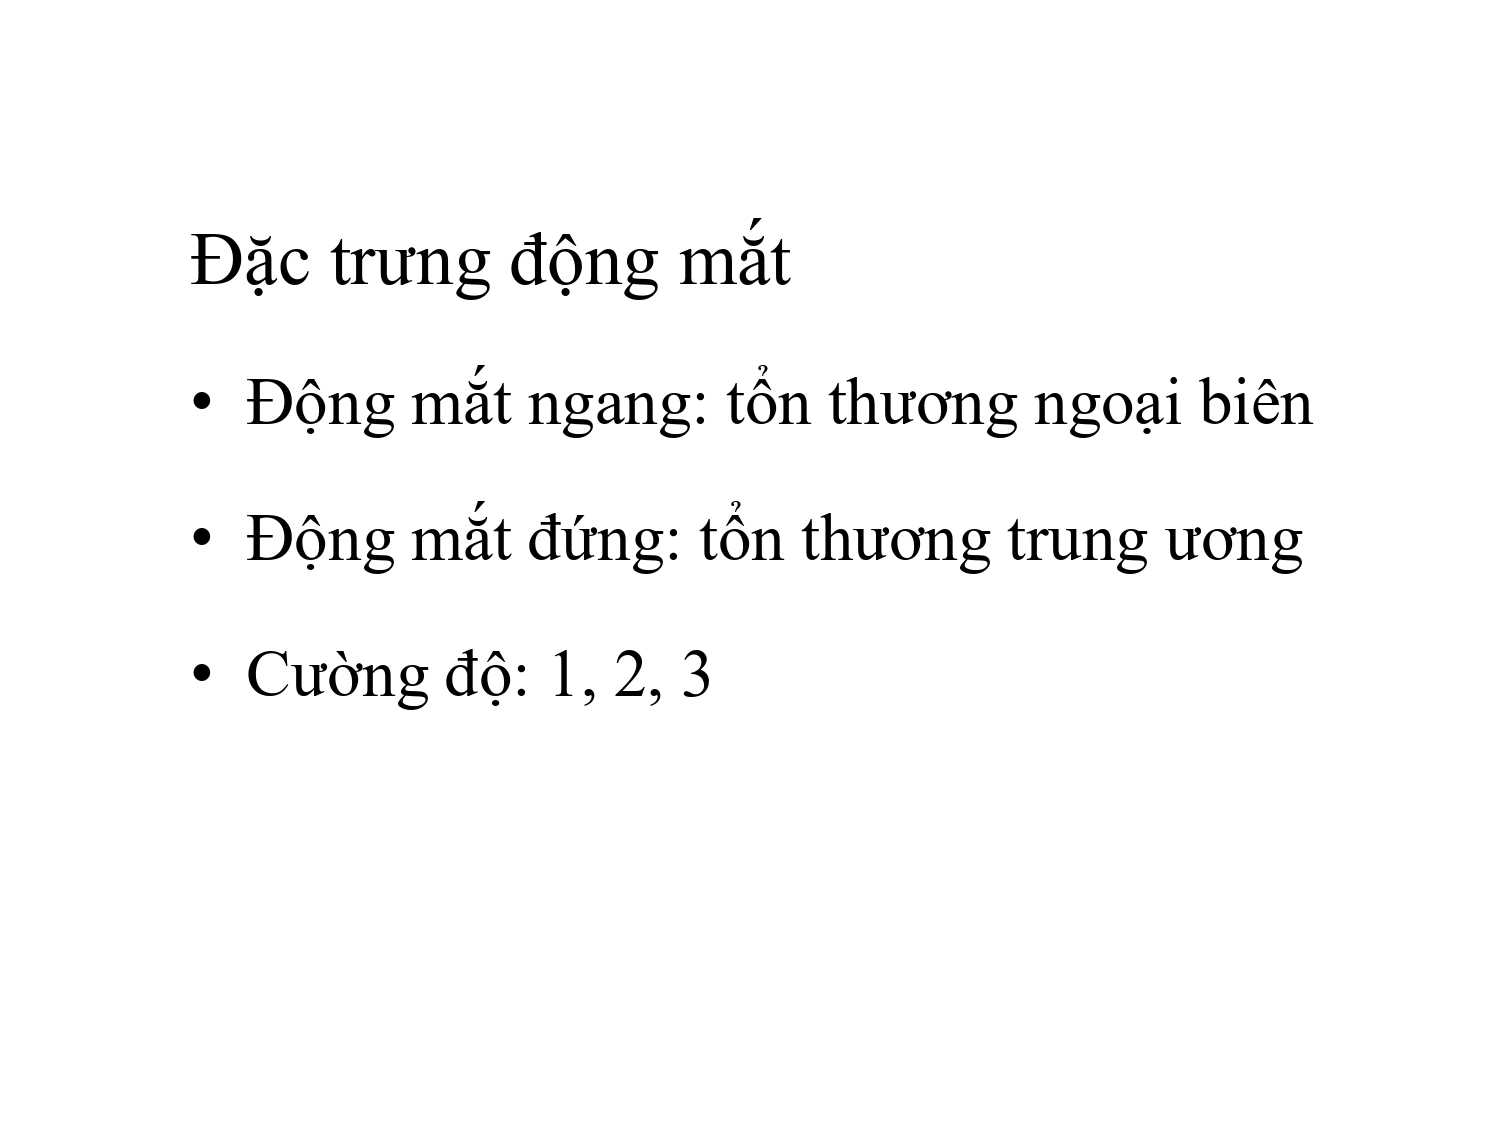 Đặc trưng động mắt
• Động mắt ngang: tổn thương ngoại biên
• Động mắt đứng: tổn thương trung ương
• Cường độ: 1, 2, 3